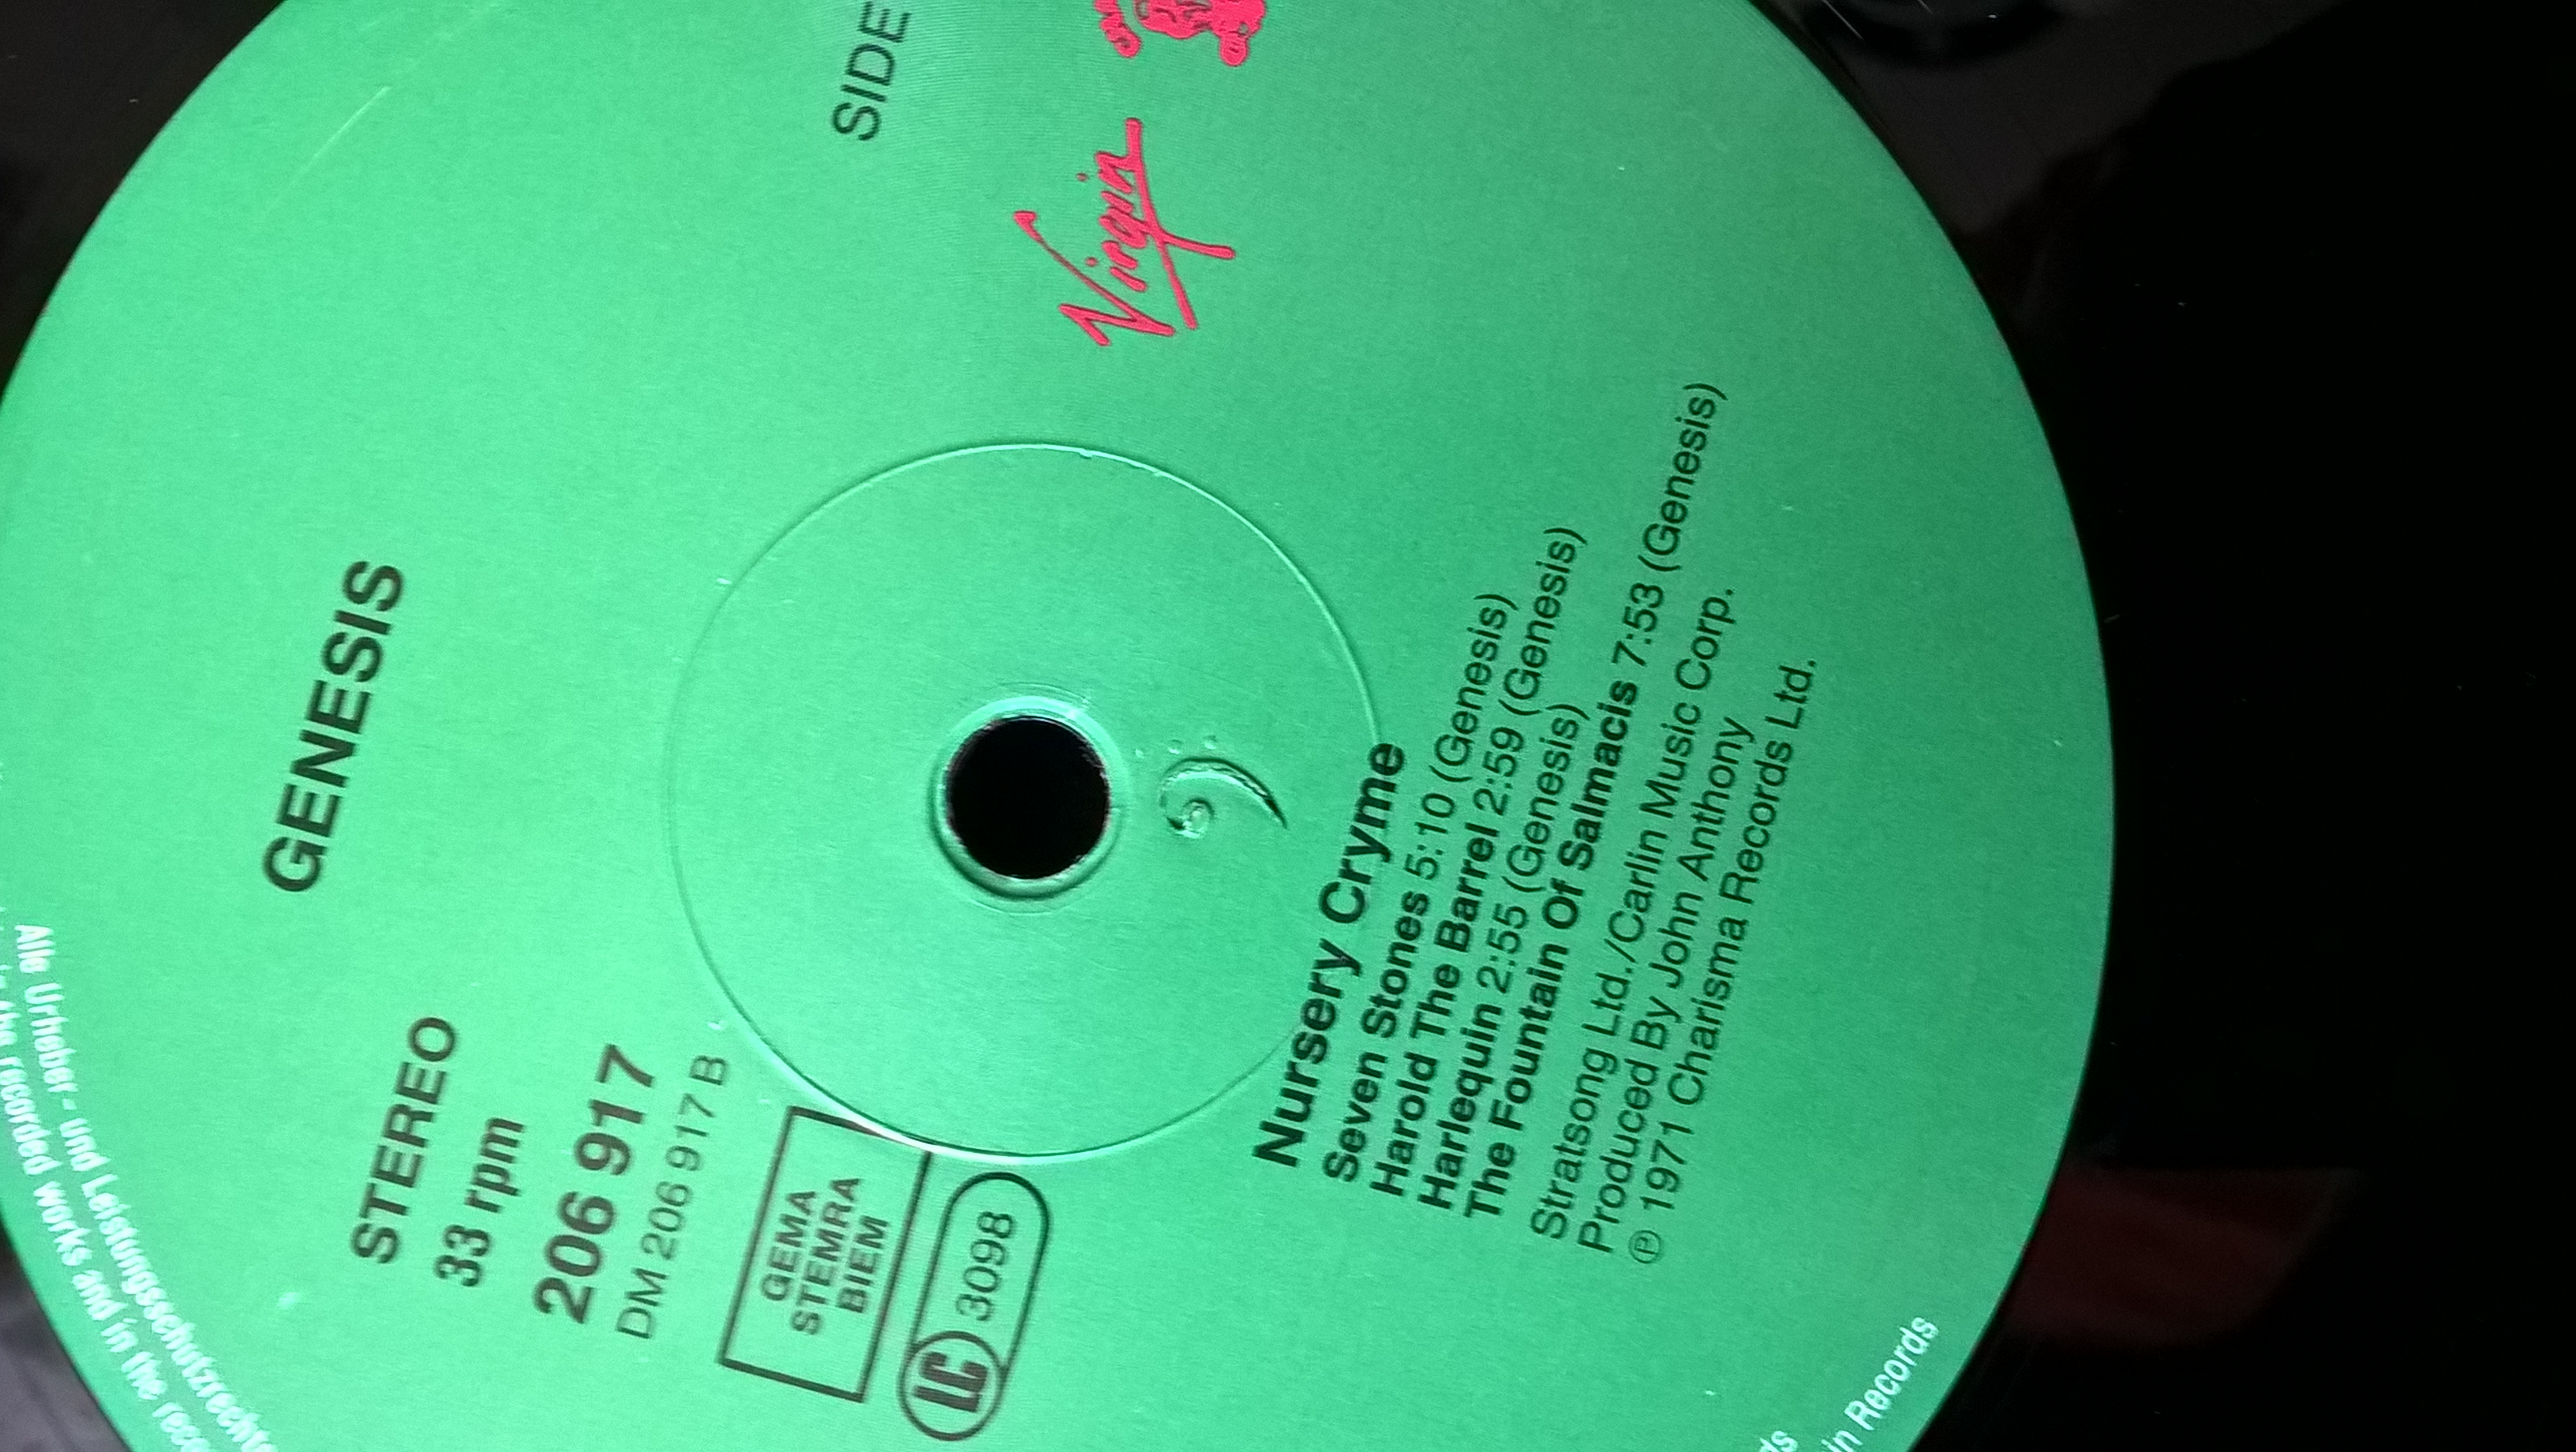 SIDE
Virgin
GENESIS
STEREO
33 rpm
206 917
DM 206 917 B
GEMA
STEMRA
BIEM
LC 3098
Nursery Cryme
Seven Stones 5:10 (Genesis)
Harold The Barrel 2:59 (Genesis)
Harlequin 2:55 (Genesis)
The Fountain Of Salmacis 7:53 (Genesis)
Stratsong Ltd./Carlin Music Corp.
Produced By John Anthony
℗ 1971 Charisma Records Ltd.
Alle Urheber- und Leistungsschutzrechte
the recorded works and in the
Records